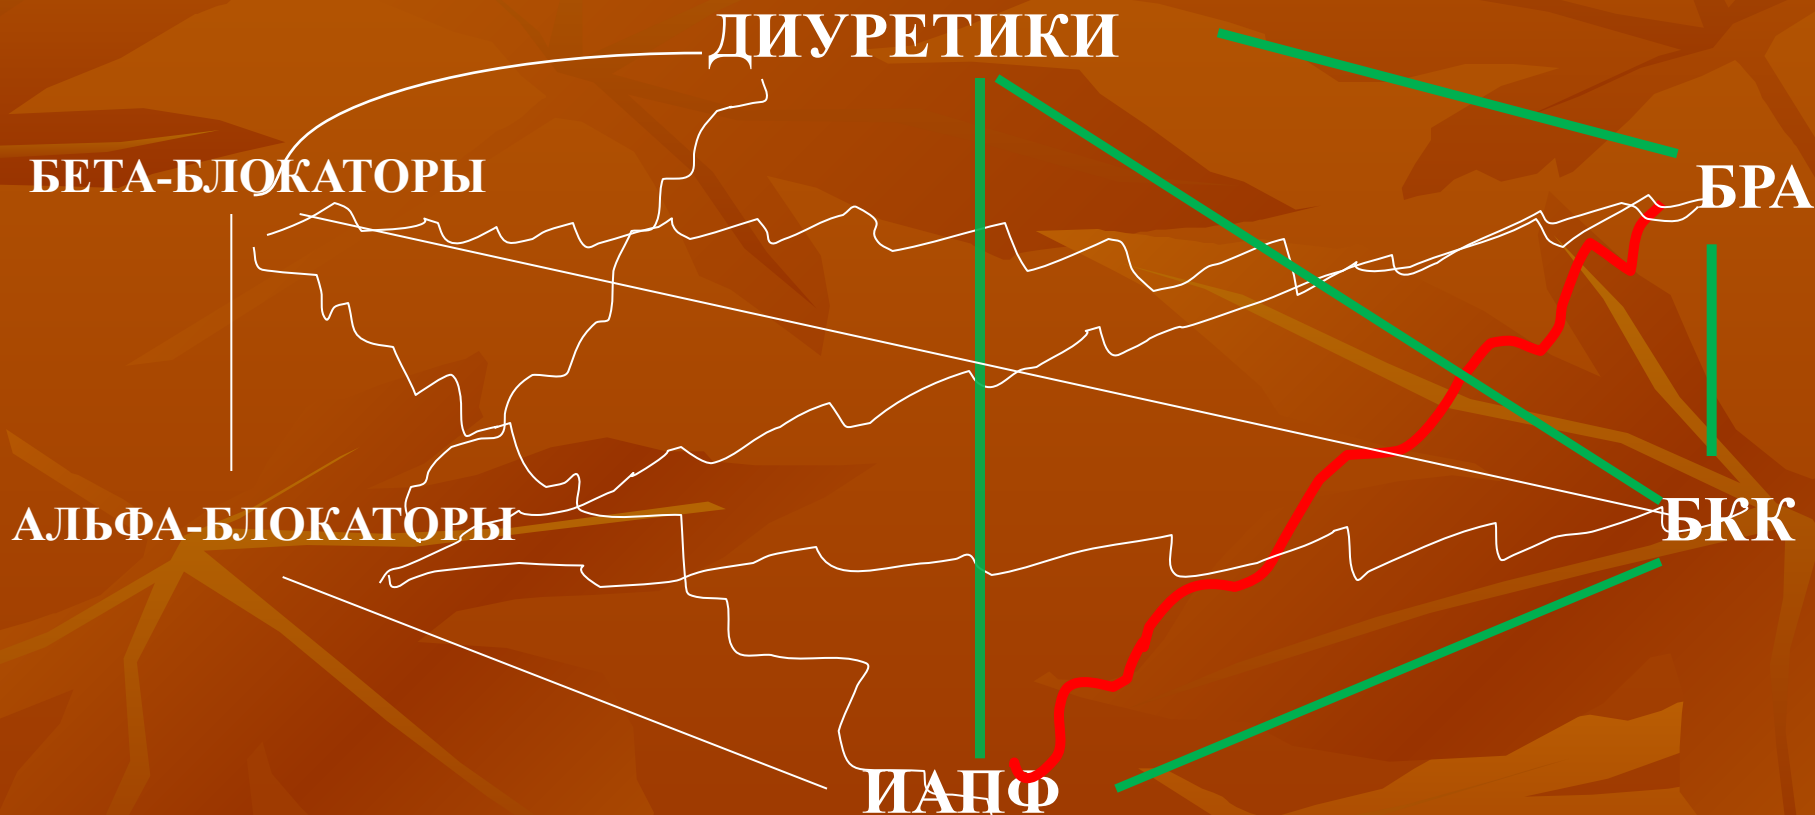 ДИУРЕТИКИ
БЕТА-БЛОКАТОРЫ
БРА
АЛЬФА-БЛОКАТОРЫ
БКК
ИАПФ